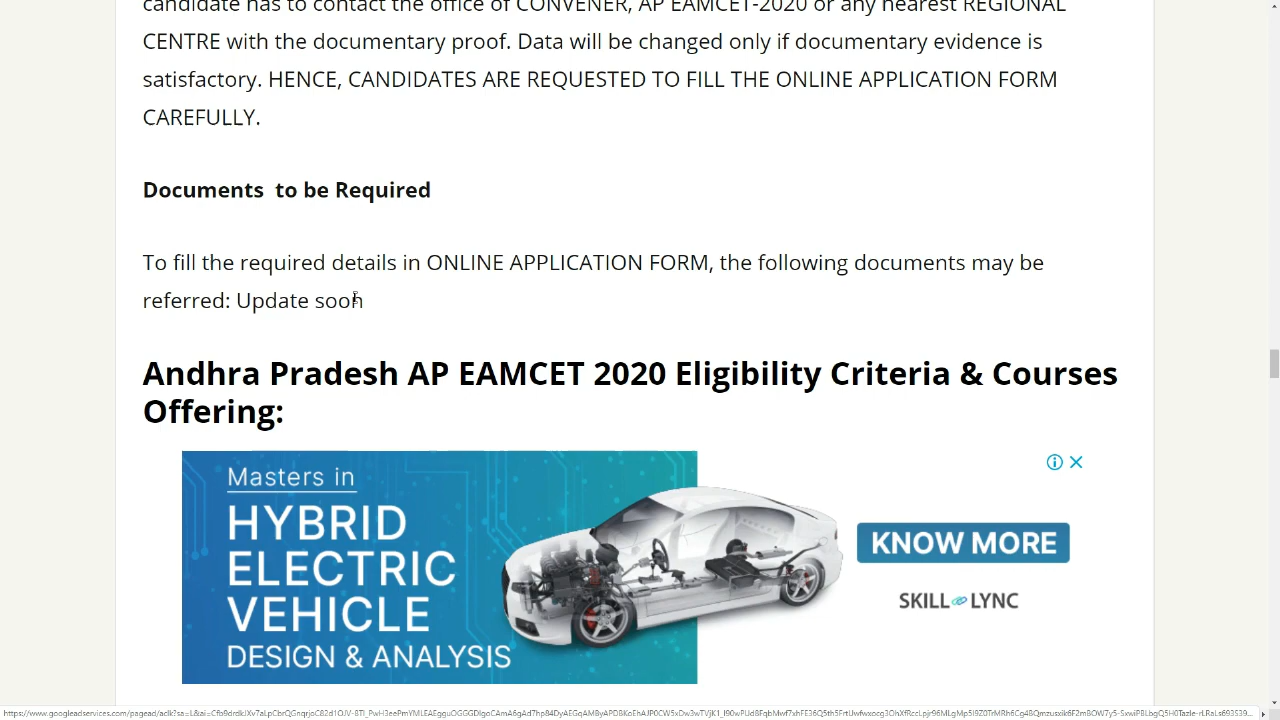 candidate has to contact the office of CONVENER, AP EAMCET-2020 or any nearest REGIONAL
CENTRE with the documentary proof. Data will be changed only if documentary evidence is
satisfactory. HENCE, CANDIDATES ARE REQUESTED TO FILL THE ONLINE APPLICATION FORM
CAREFULLY.
Documents  to be Required
To fill the required details in ONLINE APPLICATION FORM, the following documents may be
referred: Update soon
Andhra Pradesh AP EAMCET 2020 Eligibility Criteria & Courses
Offering:
Masters in
HYBRID
ELECTRIC
VEHICLE
DESIGN & ANALYSIS
KNOW MORE
SKILL LYNC